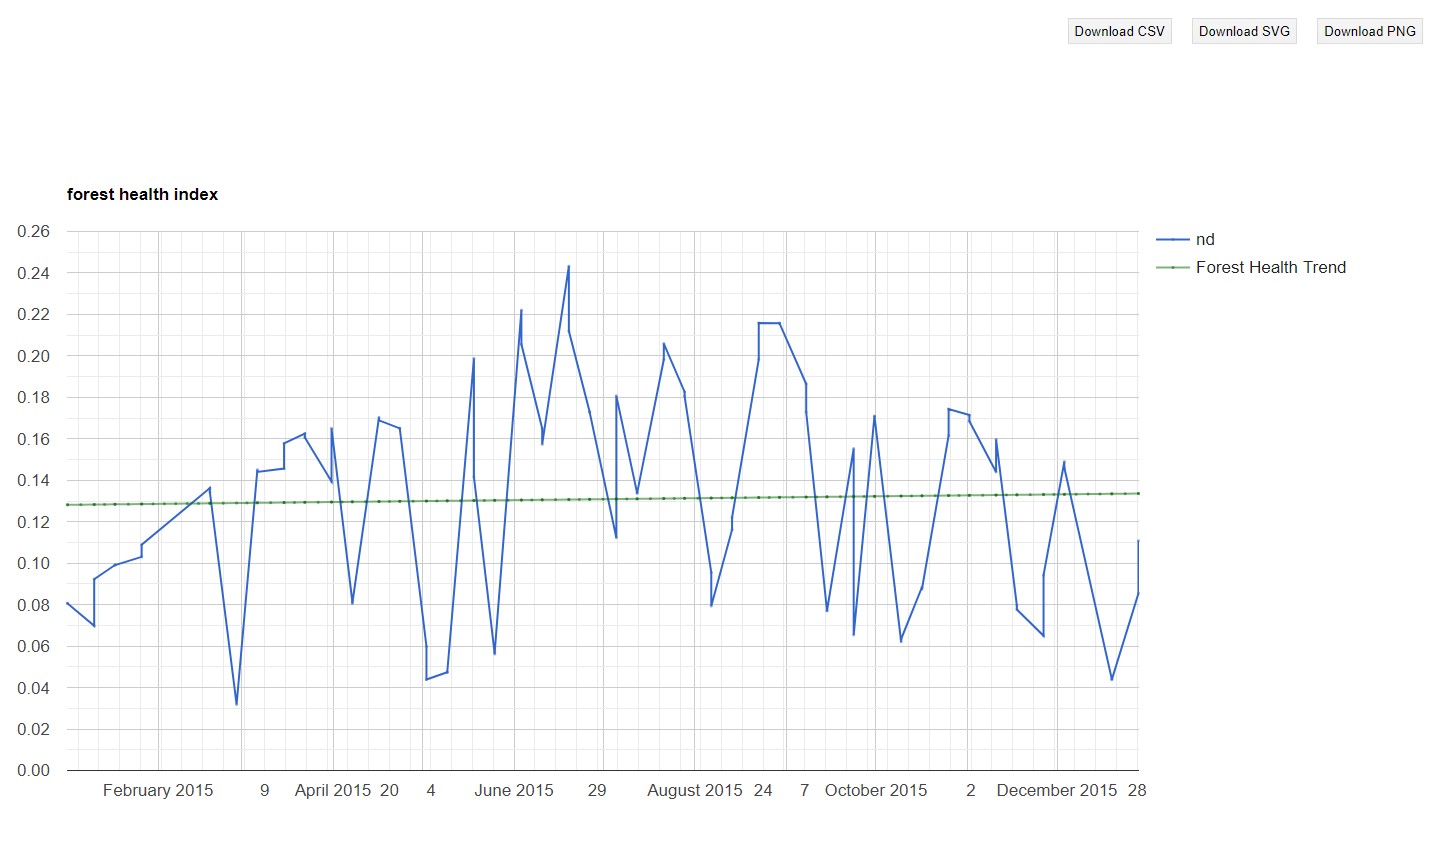 Download CSV Download SVG Download PNG
forest health index
0.26
0.24
0.22
0.20
0.18
0.16
0.14
0.12
0.10
0.08
0.06
0.04
0.02
0.00
February 2015 9 April 2015 20 4 June 2015 29 August 2015 24 7 October 2015 2 December 2015 28
nd
Forest Health Trend